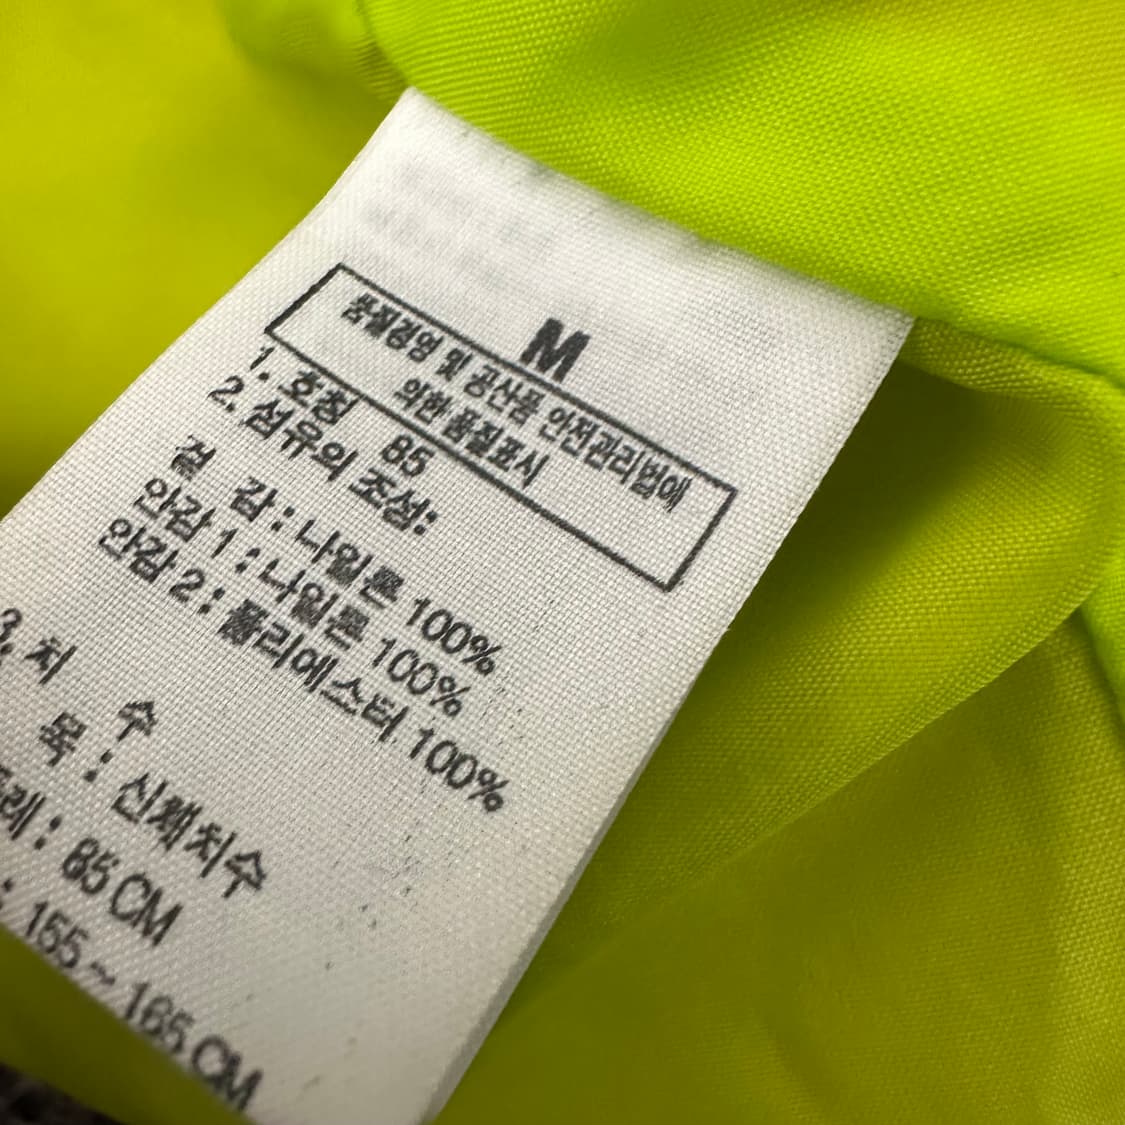 M
품질경영 및 공산품 안전관리법에
의한 품질표시
1. 호칭 85
2. 섬유의 조성:
겉 감 : 나일론 100%
안감 1 : 나일론 100%
안감 2 : 폴리에스터 100%
3. 치 수
목 : 신체치수
레 : 85 CM
: 155 ~ 165 CM